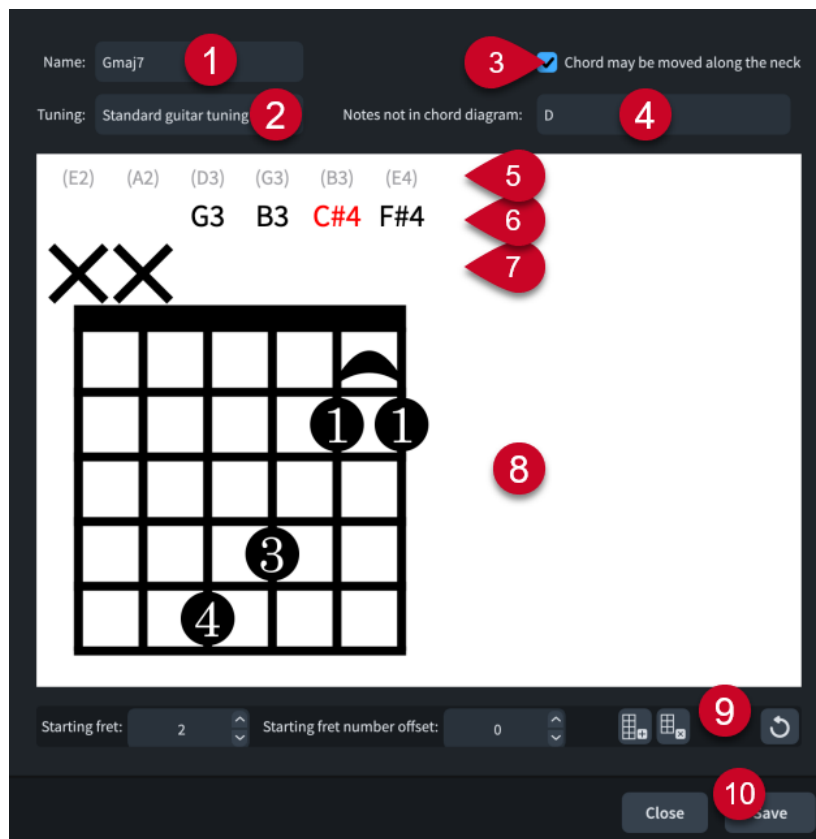 Name: Gmaj7 1 3 Chord may be moved along the neck
Tuning: Standard guitar tuning 2 Notes not in chord diagram: D 4
(E2) (A2) (D3) (G3) (B3) (E4) 5
G3 B3 C#4 F#4 6
7
1 1
8
3
4
9
Starting fret: 2 Starting fret number offset: 0
10
Close Save